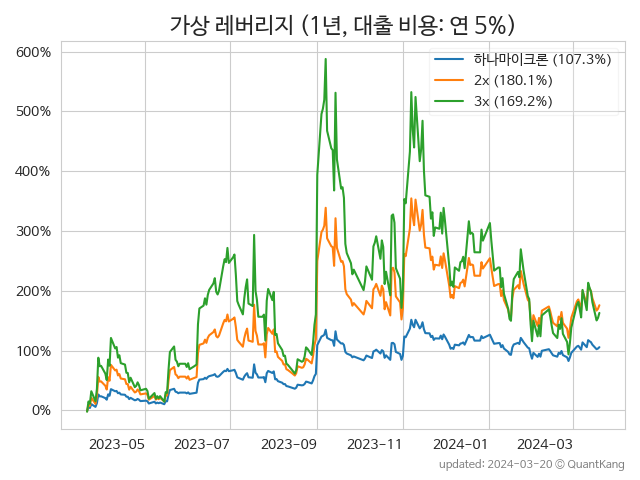 가상 레버리지 (1년, 대출 비용: 연 5%)
600%
500%
400%
300%
200%
100%
0%
하나마이크론 (107.3%)
2x (180.1%)
3x (169.2%)
2023-05
2023-07
2023-09
2023-11
2024-01
2024-03
updated: 2024-03-20 © QuantKang